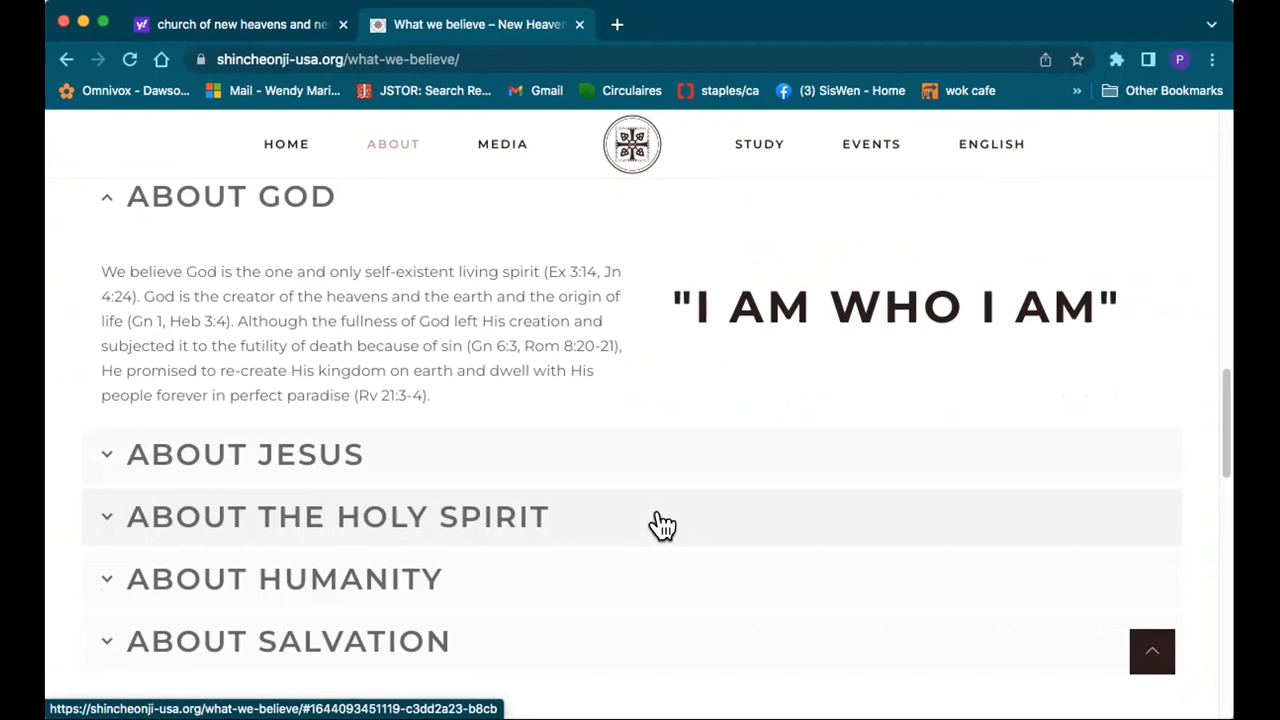 church of new heavens and ne
What we believe – New Heaven
shincheonji-usa.org/what-we-believe/
P
Omnivox - Dawso...
Mail - Wendy Mari...
JSTOR: Search Re...
Gmail
Circulaires
staples/ca
(3) SisWen - Home
wok cafe
»
Other Bookmarks
HOME
ABOUT
MEDIA
STUDY
EVENTS
ENGLISH
ABOUT GOD
We believe God is the one and only self-existent living spirit (Ex 3:14, Jn
4:24). God is the creator of the heavens and the earth and the origin of
life (Gn 1, Heb 3:4). Although the fullness of God left His creation and
subjected it to the futility of death because of sin (Gn 6:3, Rom 8:20-21),
He promised to re-create His kingdom on earth and dwell with His
people forever in perfect paradise (Rv 21:3-4).
"I AM WHO I AM"
ABOUT JESUS
ABOUT THE HOLY SPIRIT
ABOUT HUMANITY
ABOUT SALVATION
https://shincheonji-usa.org/what-we-believe/#1644093451119-c3dd2a23-b8cb